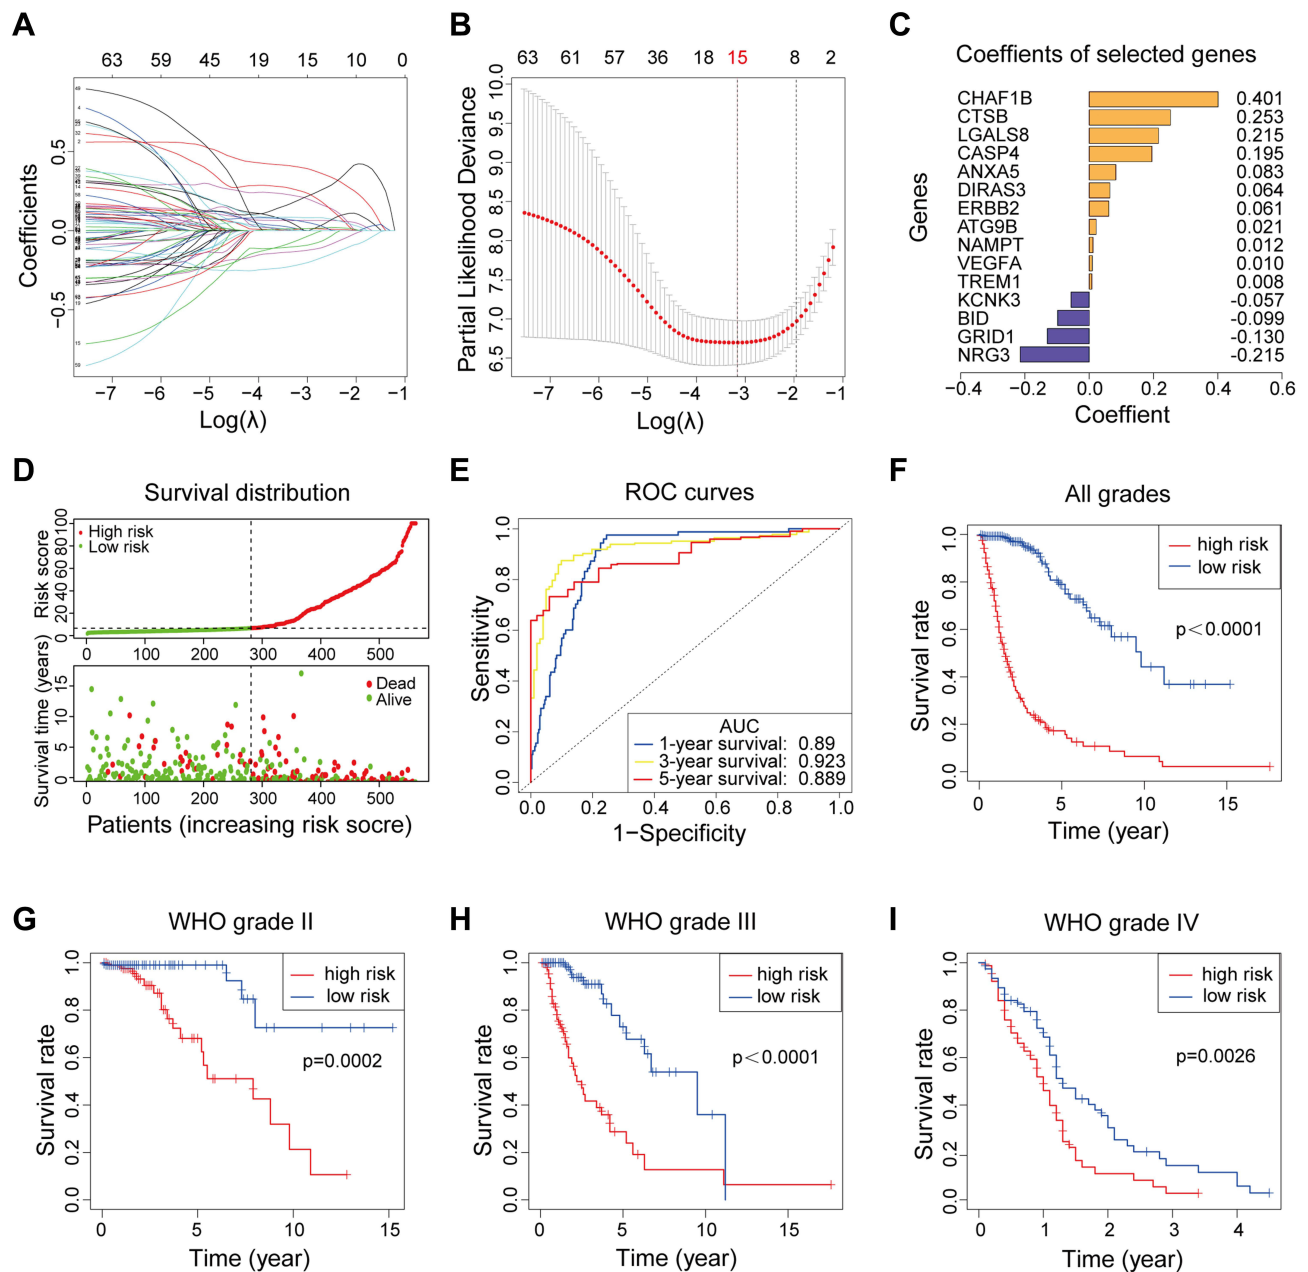 A
63 59 45 19 15 10 0
0.5
0.0
−0.5
Coefficients
−7 −6 −5 −4 −3 −2 −1
Log(λ)
B
63 61 57 36 18 15 8 2
10.0
9.5
9.0
8.5
8.0
7.5
7.0
6.5
Partial Likelihood Deviance
−7 −6 −5 −4 −3 −2 −1
Log(λ)
C
Coeffients of selected genes
Genes
CHAF1B 0.401
CTSB 0.253
LGALS8 0.215
CASP4 0.195
ANXA5 0.083
DIRAS3 0.064
ERBB2 0.061
ATG9B 0.021
NAMPT 0.012
VEGFA 0.010
TREM1 0.008
KCNK3 -0.057
BID -0.099
GRID1 -0.130
NRG3 -0.215
−0.4 −0.2 0.0 0.2 0.4 0.6
Coeffient
D
Survival distribution
High risk
Low risk
Risk score
100
80
60
40
20
0
0 100 200 300 400 500
Dead
Alive
Survival time (years)
15
10
5
0
0 100 200 300 400 500
Patients (increasing risk socre)
E
ROC curves
Sensitivity
1.0
0.8
0.6
0.4
0.2
0.0
AUC
1-year survival: 0.89
3-year survival: 0.923
5-year survival: 0.889
0.0 0.2 0.4 0.6 0.8 1.0
1−Specificity
F
All grades
high risk
low risk
p<0.0001
Survival rate
1.0
0.8
0.6
0.4
0.2
0.0
0 5 10 15
Time (year)
G
WHO grade II
high risk
low risk
p=0.0002
Survival rate
1.0
0.8
0.6
0.4
0.2
0.0
0 5 10 15
Time (year)
H
WHO grade III
high risk
low risk
p<0.0001
Survival rate
1.0
0.8
0.6
0.4
0.2
0.0
0 5 10 15
Time (year)
I
WHO grade IV
high risk
low risk
p=0.0026
Survival rate
1.0
0.8
0.6
0.4
0.2
0.0
0 1 2 3 4
Time (year)